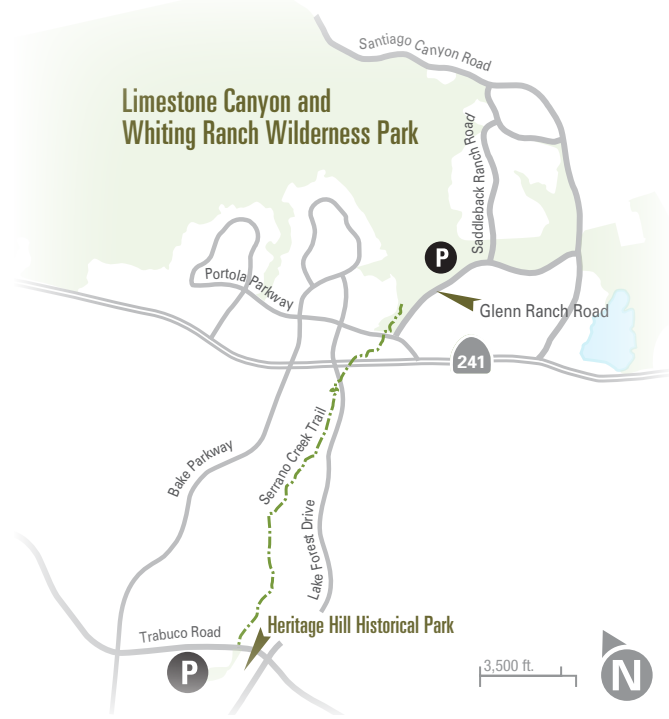 Santiago Canyon Road
Limestone Canyon and
Whiting Ranch Wilderness Park
Saddleback Ranch Road
P
Portola Parkway
Glenn Ranch Road
241
Serrano Creek Trail
Bake Parkway
Lake Forest Drive
Heritage Hill Historical Park
Trabuco Road
P
3,500 ft.
N